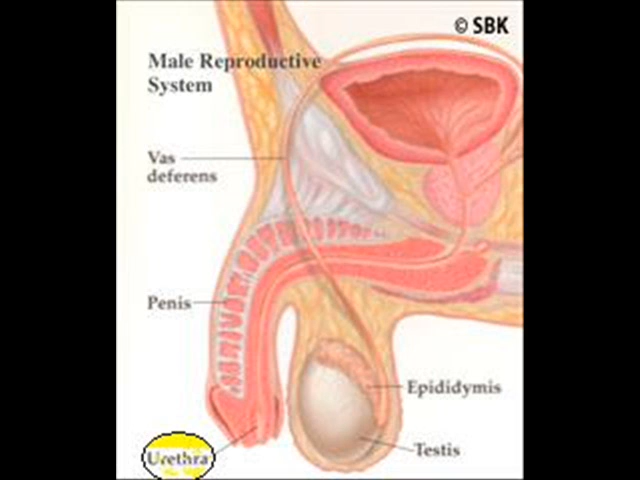 © SBK
Male Reproductive
System
Vas
deferens
Penis
Epididymis
Testis
Urethra